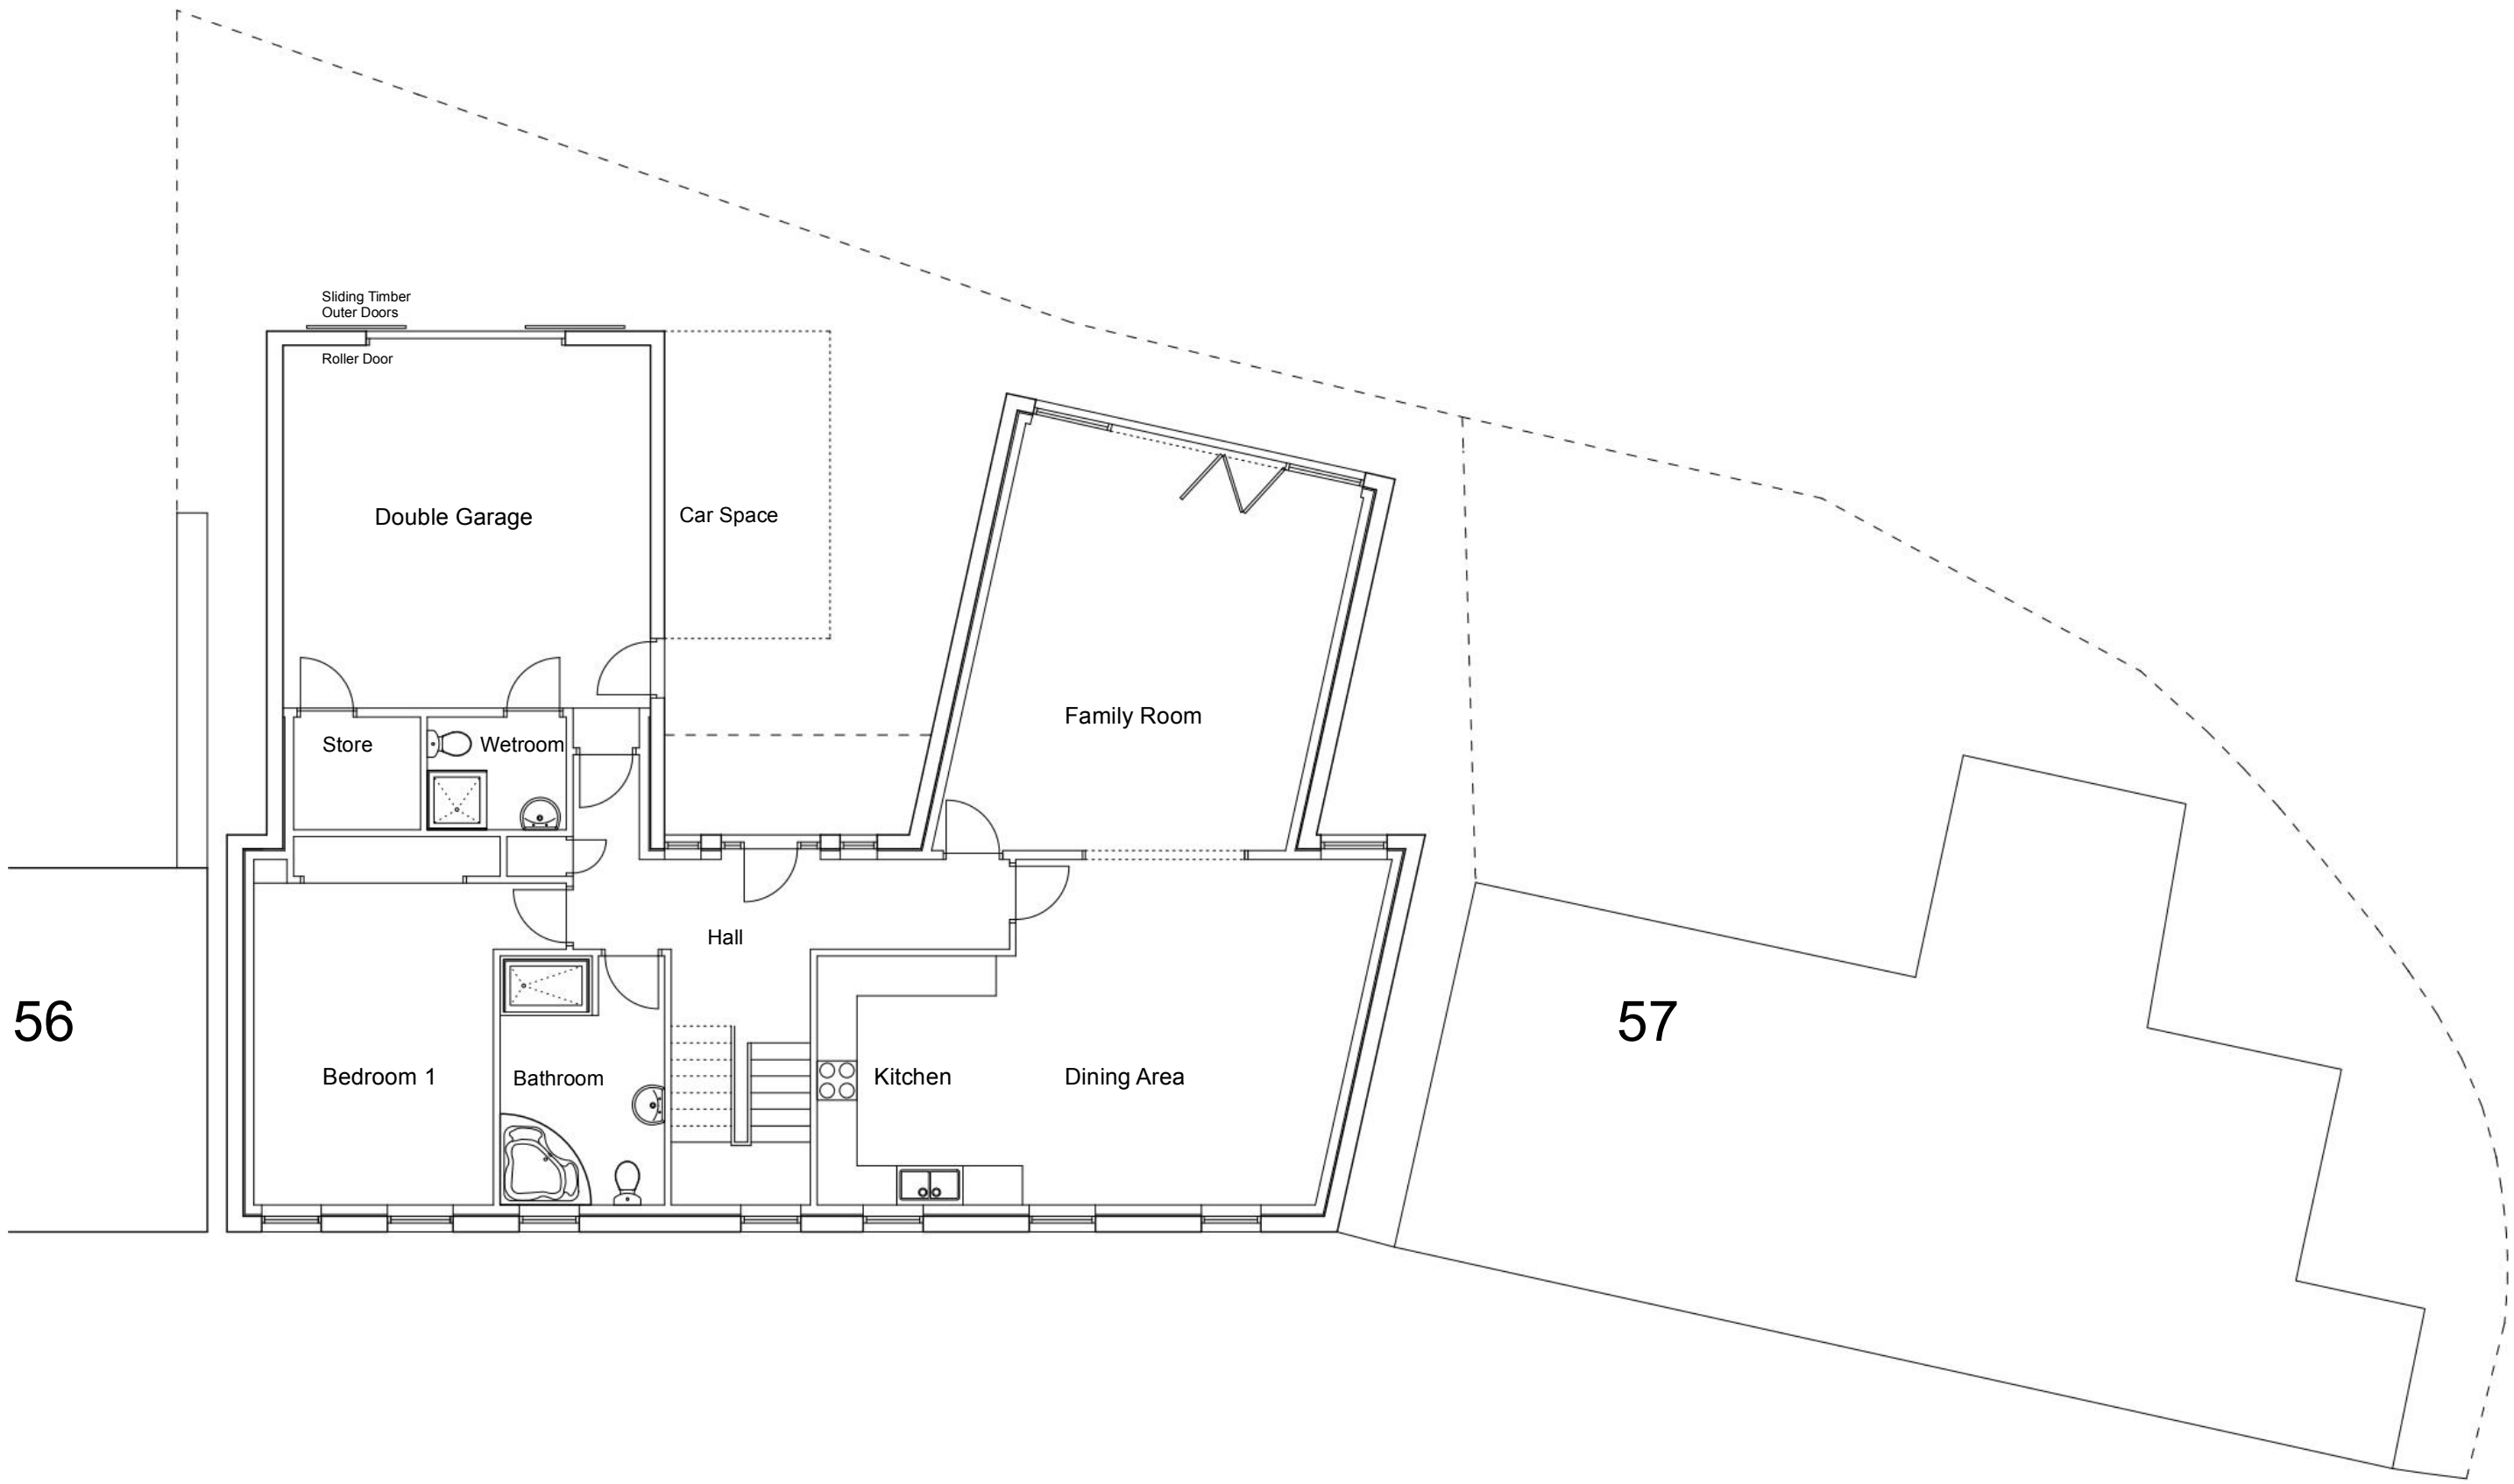 Sliding Timber
Outer Doors
Roller Door
Double Garage
Car Space
Family Room
Store
Wetroom
Hall
56
57
Bedroom 1
Bathroom
Kitchen
Dining Area